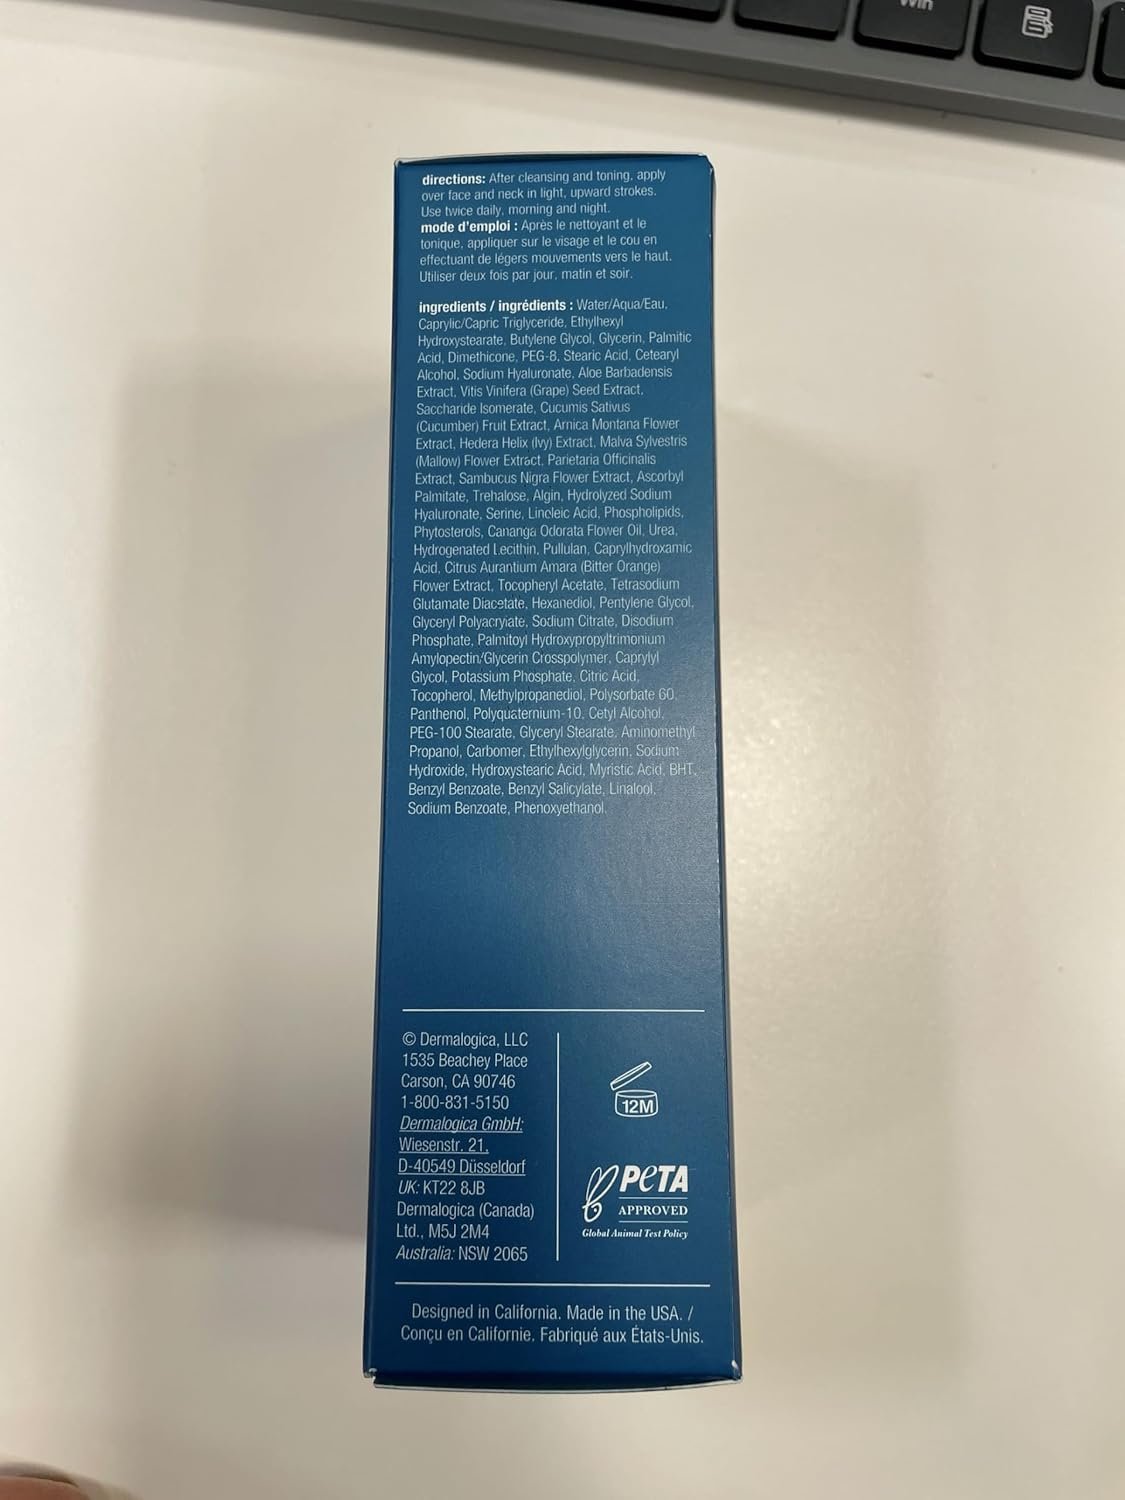 Win
directions: After cleansing and toning, apply
over face and neck in light, upward strokes.
Use twice daily, morning and night.
mode d'emploi : Après le nettoyant et le
tonique, appliquer sur le visage et le cou en
effectuant de légers mouvements vers le haut.
Utiliser deux fois par jour, matin et soir.
ingredients / ingrédients : Water/Aqua/Eau,
Caprylic/Capric Triglyceride, Ethylhexyl
Hydroxystearate, Butylene Glycol, Glycerin, Palmitic
Acid, Dimethicone, PEG-8, Stearic Acid, Cetearyl
Alcohol, Sodium Hyaluronate, Aloe Barbadensis
Extract, Vitis Vinifera (Grape) Seed Extract,
Saccharide Isomerate, Cucumis Sativus
(Cucumber) Fruit Extract, Arnica Montana Flower
Extract, Hedera Helix (Ivy) Extract, Malva Sylvestris
(Mallow) Flower Extract, Parietaria Officinalis
Extract, Sambucus Nigra Flower Extract, Ascorbyl
Palmitate, Trehalose, Algin, Hydrolyzed Sodium
Hyaluronate, Serine, Linoleic Acid, Phospholipids,
Phytosterols, Cananga Odorata Flower Oil, Urea,
Hydrogenated Lecithin, Pullulan, Caprylhydroxamic
Acid, Citrus Aurantium Amara (Bitter Orange)
Flower Extract, Tocopheryl Acetate, Tetrasodium
Glutamate Diacetate, Hexanediol, Pentylene Glycol,
Glyceryl Polyacrylate, Sodium Citrate, Disodium
Phosphate, Palmitoyl Hydroxypropyltrimonium
Amylopectin/Glycerin Crosspolymer, Caprylyl
Glycol, Potassium Phosphate, Citric Acid,
Tocopherol, Methylpropanediol, Polysorbate 60,
Panthenol, Polyquaternium-10, Cetyl Alcohol,
PEG-100 Stearate, Glyceryl Stearate, Aminomethyl
Propanol, Carbomer, Ethylhexylglycerin, Sodium
Hydroxide, Hydroxystearic Acid, Myristic Acid, BHT,
Benzyl Benzoate, Benzyl Salicylate, Linalool,
Sodium Benzoate, Phenoxyethanol.
© Dermalogica, LLC
1535 Beachey Place
Carson, CA 90746
1-800-831-5150
Dermalogica GmbH:
Wiesenstr. 21,
D-40549 Düsseldorf
UK: KT22 8JB
Dermalogica (Canada)
Ltd., M5J 2M4
Australia: NSW 2065
12M
PETA
APPROVED
Global Animal Test Policy
Designed in California. Made in the USA. /
Conçu en Californie. Fabriqué aux États-Unis.